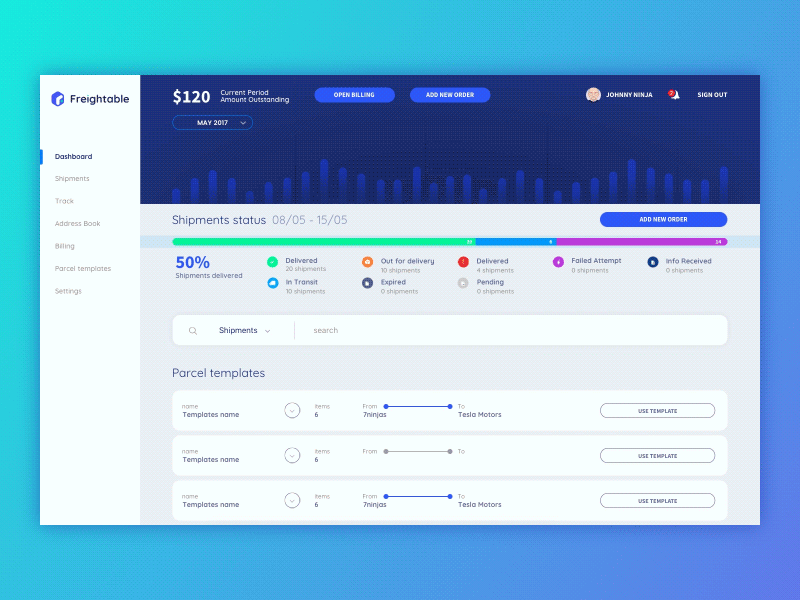 Freightable
Dashboard
Shipments
Track
Address Book
Billing
Parcel templates
Settings
$120
Current Period
Amount Outstanding
OPEN BILLING
ADD NEW ORDER
JOHNNY NINJA
SIGN OUT
MAY 2017
Shipments status 08/05 - 15/05
ADD NEW ORDER
14
50%
Shipments delivered
Delivered
20 shipments
Out for delivery
10 shipments
Delivered
4 shipments
Failed Attempt
0 shipments
Info Received
0 shipments
In Transit
10 shipments
Expired
0 shipments
Pending
0 shipments
Shipments
search
Parcel templates
name
Templates name
Items
6
From
7ninjas
To
Tesla Motors
USE TEMPLATE
name
Templates name
Items
6
From
To
USE TEMPLATE
name
Templates name
Items
6
From
7ninjas
To
Tesla Motors
USE TEMPLATE